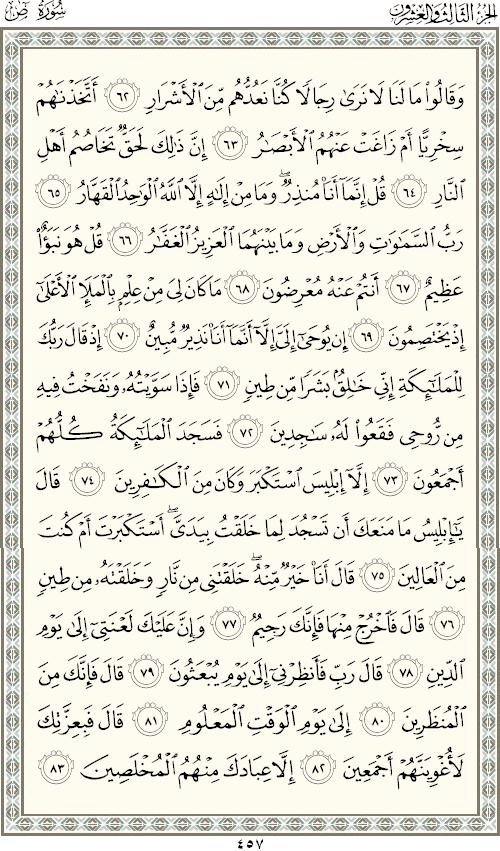 سُورَةُ صٓ الجزء الثالث والعشرون
وَقَالُوا۟ مَا لَنَا لَا نَرَىٰ رِجَالًا كُنَّا نَعُدُّهُم مِّنَ ٱلْأَشْرَارِ ٦٢ أَتَّخَذْنَـٰهُمْ
سِخْرِيًّا أَمْ زَاغَتْ عَنْهُمُ ٱلْأَبْصَـٰرُ ٦٣ إِنَّ ذَٰلِكَ لَحَقٌّ تَخَاصُمُ أَهْلِ
ٱلنَّارِ ٦٤ قُلْ إِنَّمَآ أَنَا۠ مُنذِرٌ ۖ وَمَا مِنْ إِلَـٰهٍ إِلَّا ٱللَّهُ ٱلْوَٰحِدُ ٱلْقَهَّارُ ٦٥
رَبُّ ٱلسَّمَـٰوَٰتِ وَٱلْأَرْضِ وَمَا بَيْنَهُمَا ٱلْعَزِيزُ ٱلْغَفَّـٰرُ ٦٦ قُلْ هُوَ نَبَؤٌا۟
عَظِيمٌ ٦٧ أَنتُمْ عَنْهُ مُعْرِضُونَ ٦٨ مَا كَانَ لِىَ مِنْ عِلْمٍۭ بِٱلْمَلَإِ ٱلْأَعْلَىٰٓ
إِذْ يَخْتَصِمُونَ ٦٩ إِن يُوحَىٰٓ إِلَىَّ إِلَّآ أَنَّمَآ أَنَا۠ نَذِيرٌ مُّبِينٌ ٧٠ إِذْ قَالَ رَبُّكَ
لِلْمَلَـٰٓئِكَةِ إِنِّى خَـٰلِقٌۢ بَشَرًا مِّن طِينٍ ٧١ فَإِذَا سَوَّيْتُهُۥ وَنَفَخْتُ فِيهِ
مِن رُّوحِى فَقَعُوا۟ لَهُۥ سَـٰجِدِينَ ٧٢ فَسَجَدَ ٱلْمَلَـٰٓئِكَةُ كُلُّهُمْ
أَجْمَعُونَ ٧٣ إِلَّآ إِبْلِيسَ ٱسْتَكْبَرَ وَكَانَ مِنَ ٱلْكَـٰفِرِينَ ٧٤ قَالَ
يَـٰٓإِبْلِيسُ مَا مَنَعَكَ أَن تَسْجُدَ لِمَا خَلَقْتُ بِيَدَىَّ ۖ أَسْتَكْبَرْتَ أَمْ كُنتَ
مِنَ ٱلْعَالِينَ ٧٥ قَالَ أَنَا۠ خَيْرٌ مِّنْهُ ۖ خَلَقْتَنِى مِن نَّارٍ وَخَلَقْتَهُۥ مِن طِينٍ
٧٦ قَالَ فَٱخْرُجْ مِنْهَا فَإِنَّكَ رَجِيمٌ ٧٧ وَإِنَّ عَلَيْكَ لَعْنَتِىٓ إِلَىٰ يَوْمِ
ٱلدِّينِ ٧٨ قَالَ رَبِّ فَأَنظِرْنِىٓ إِلَىٰ يَوْمِ يُبْعَثُونَ ٧٩ قَالَ فَإِنَّكَ مِنَ
ٱلْمُنظَرِينَ ٨٠ إِلَىٰ يَوْمِ ٱلْوَقْتِ ٱلْمَعْلُومِ ٨١ قَالَ فَبِعِزَّتِكَ
لَأُغْوِيَنَّهُمْ أَجْمَعِينَ ٨٢ إِلَّا عِبَادَكَ مِنْهُمُ ٱلْمُخْلَصِينَ ٨٣
٤٥٧